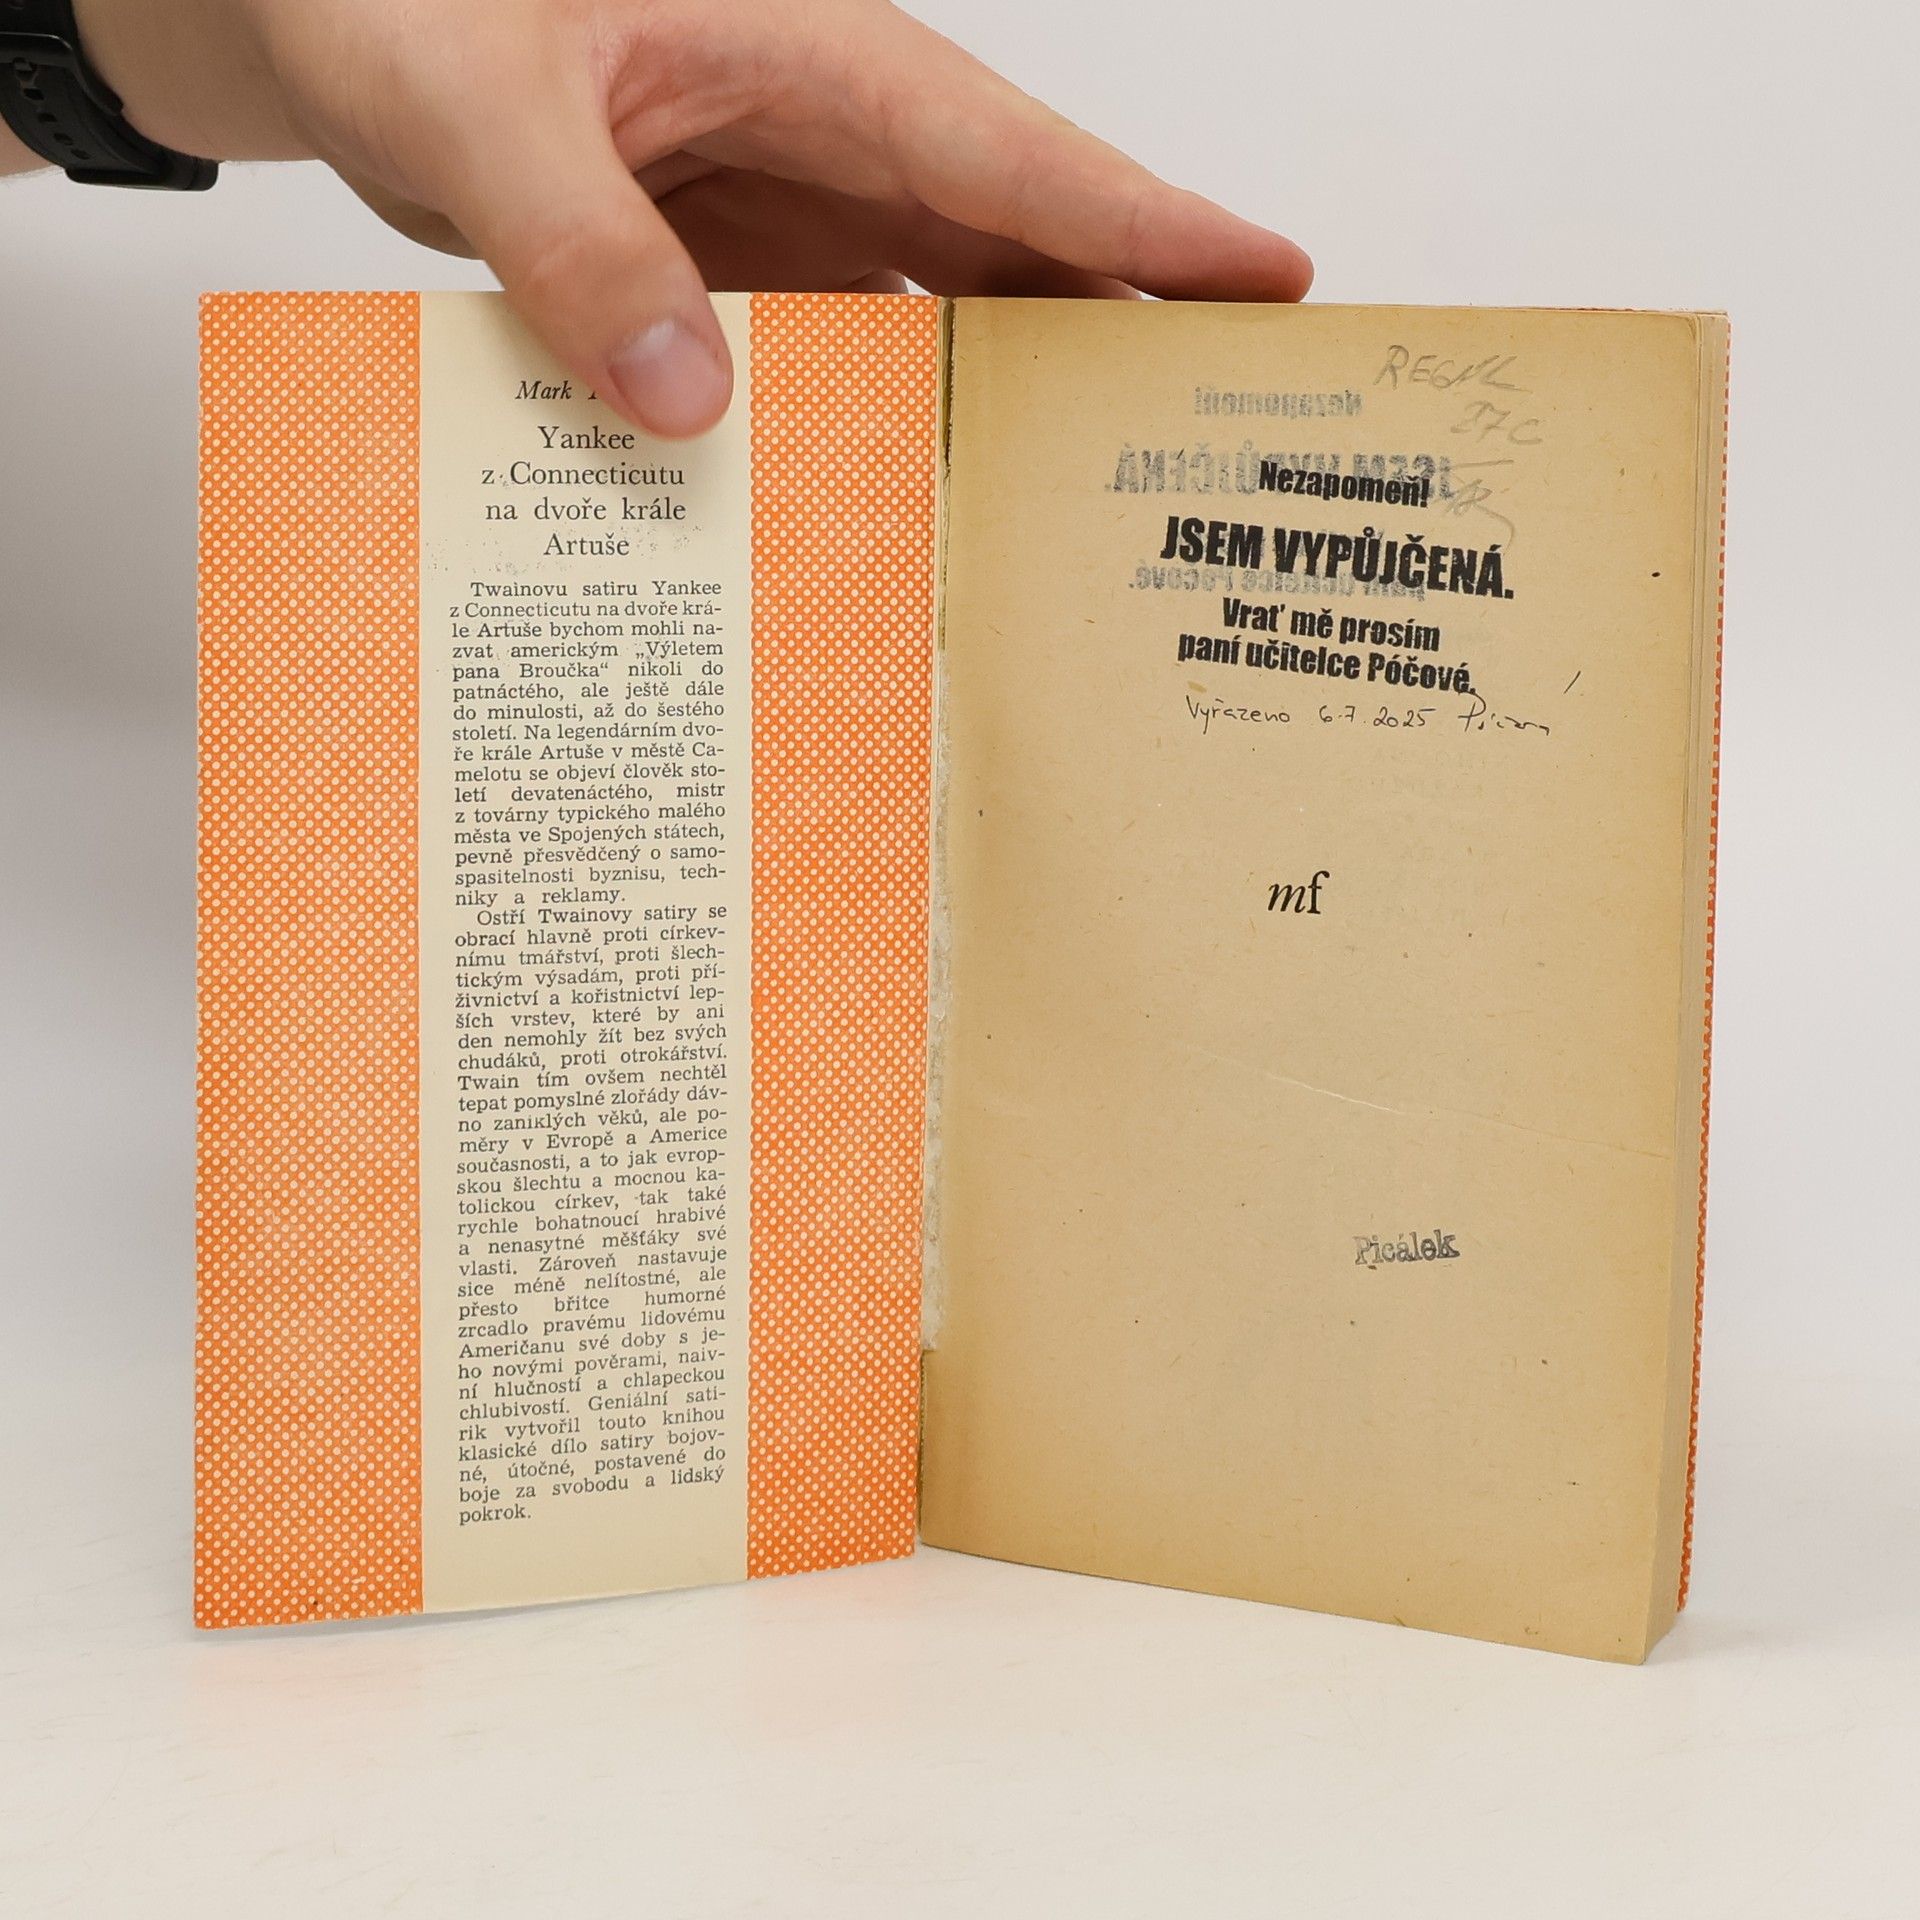 Mark
Yankee
z Connecticutu
na dvoře krále
Artuše
Twainovu satiru Yankee
z Connecticutu na dvoře krá-
le Artuše bychom mohli na-
zvat americkým „Výletem
pana Broučka“ nikoli do
patnáctého, ale ještě dále
do minulosti, až do šestého
století. Na legendárním dvo-
ře krále Artuše v městě Ca-
melotu se objeví člověk sto-
letí devatenáctého, mistr
z továrny typického malého
města ve Spojených státech,
pevně přesvědčený o samo-
spasitelnosti byznisu, tech-
niky a reklamy.
Ostří Twainovy satiry se
obrací hlavně proti církev-
nímu tmářství, proti šlech-
tickým výsadám, proti pří-
živnictví a kořistnictví lep-
ších vrstev, které by ani
den nemohly žít bez svých
chudáků, proti otrokářství.
Twain tím ovšem nechtěl
tepat pomyslné zlořády dáv-
no zaniklých věků, ale po-
měry v Evropě a Americe
současnosti, a to jak evrop-
skou šlechtu a mocnou ka-
tolickou církev, tak také
rychle bohatnoucí hrabivé
a nenasytné měšťáky své
vlasti. Zároveň nastavuje
sice méně nelítostné, ale
přesto břitce humorné
zrcadlo pravému lidovému
Američanu své doby s je-
ho novými pověrami, naiv-
ní hlučností a chlapeckou
chlubivostí. Geniální sati-
rik vytvořil touto knihou
klasické dílo satiry bojov-
né, útočné, postavené do
boje za svobodu a lidský
pokrok.
37C
Nezapomeň!
JSEM VYPŮJČENÁ.
Vrať mě prosím
paní učitelce Póčové.
Vyřazeno 6.7.2025
mf
Picálek